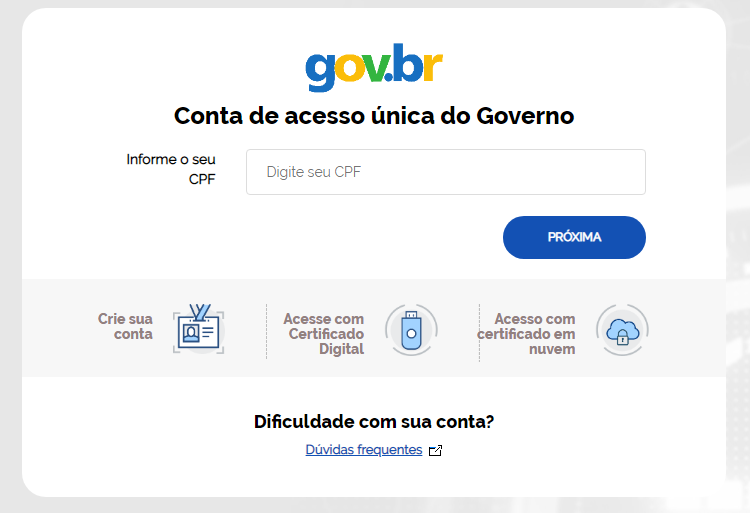 gov.br
Conta de acesso única do Governo
Informe o seu
CPF
Digite seu CPF
PRÓXIMA
Crie sua
conta
Acesse com
Certificado
Digital
Acesso com
certificado em
nuvem
Dificuldade com sua conta?
Dúvidas frequentes